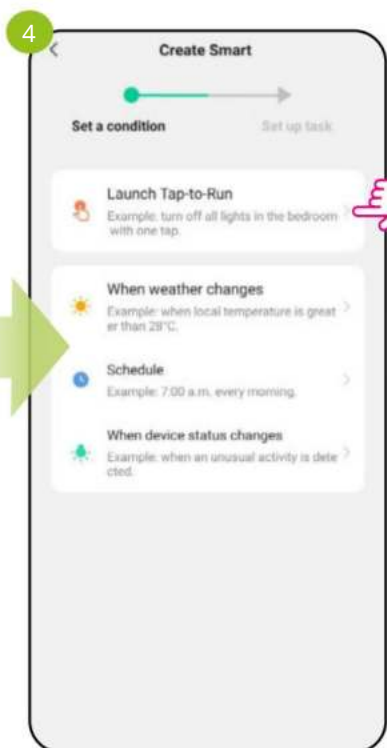 4
Create Smart
Set a condition
Set up task
Launch Tap-to-Run
Example: turn off all lights in the bedroom
with one tap.
When weather changes
Example: when local temperature is great
er than 28°C.
Schedule
Example: 7:00 a.m. every morning.
When device status changes
Example: when an unusual activity is dete
cted.